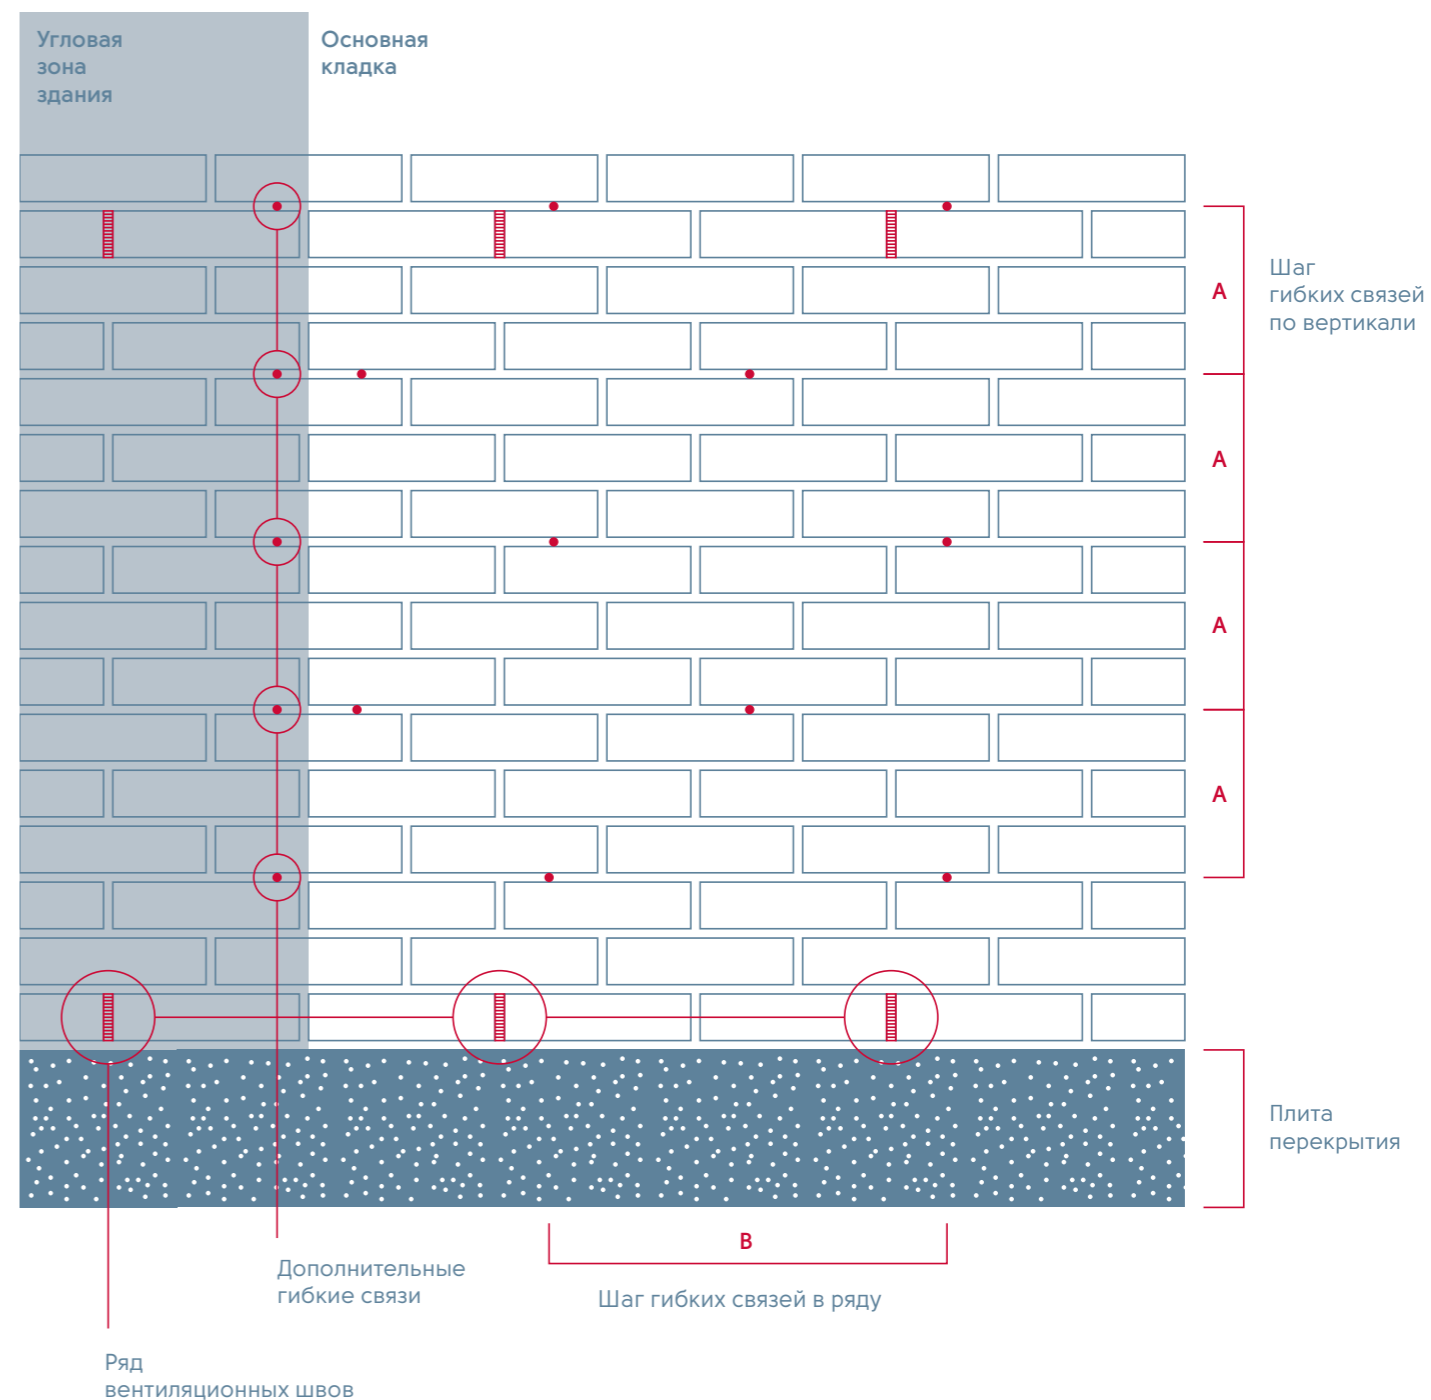 Угловая
зона
здания
Основная
кладка
A
Шаг
гибких связей
по вертикали
A
A
A
Плита
перекрытия
B
Дополнительные
гибкие связи
Шаг гибких связей в ряду
Ряд
вентиляционных швов